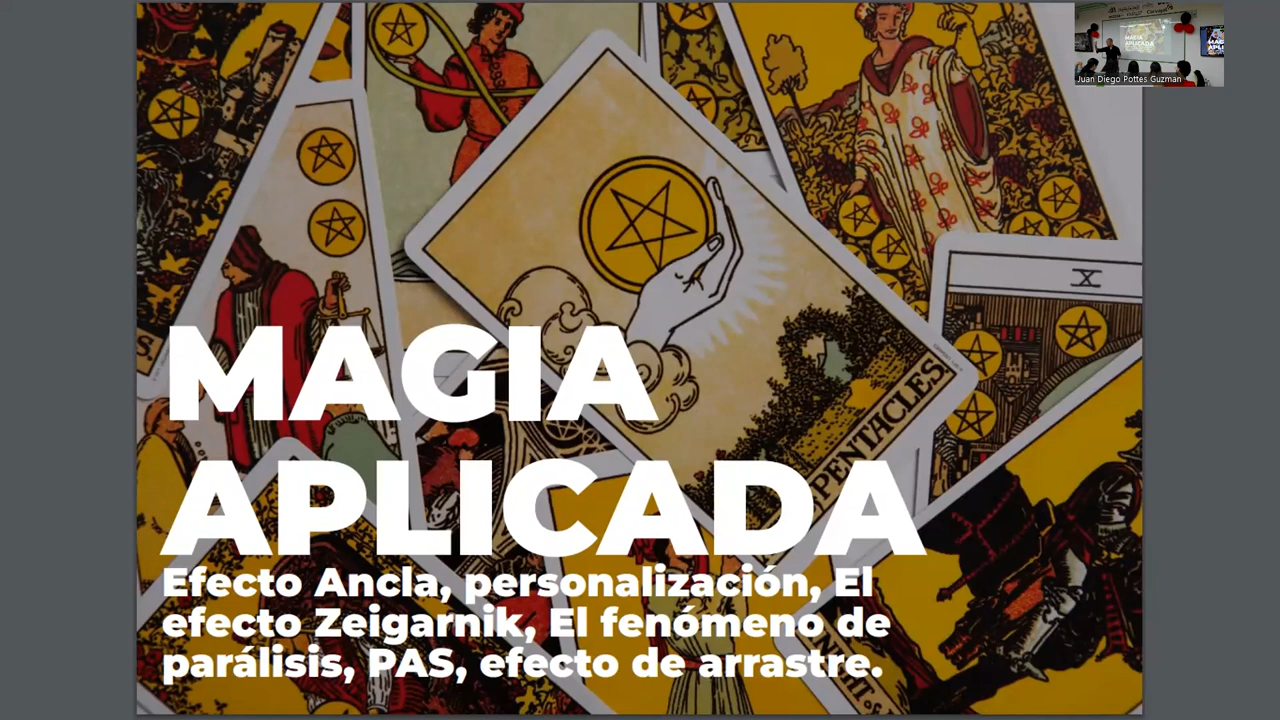 Juan Diego Pottes Guzman
X
PENTACLES.
S.
MAGIA
APLICADA
Efecto Ancla, personalización, El
efecto Zeigarnik, El fenómeno de
parálisis, PAS, efecto de arrastre.